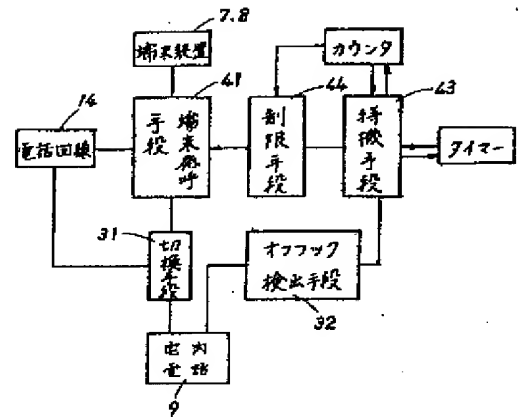 7.8
端末装置
カウンタ
41
44
43
14
電話回線
端末発呼
手段
制限手段
待機手段
タイマー
31
切換手段
オフフック
検出手段
32
宅内
電話
9